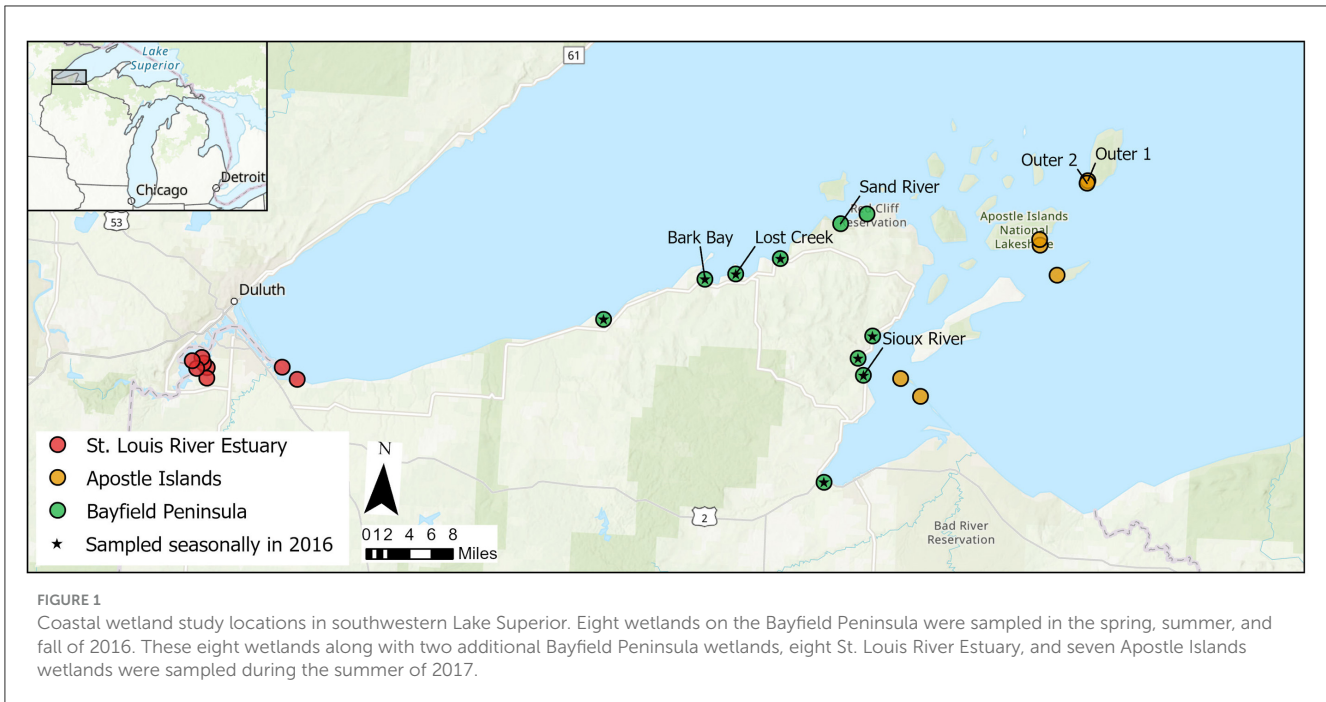 Lake
Superior
Chicago
Detroit
61
53
Duluth
Bark Bay
Lost Creek
Sand River
Red Cliff
Reservation
Outer 2
Outer 1
Apostle Islands
National
Lakeshore
Sioux River
2
Bad River
Reservation
St. Louis River Estuary
Apostle Islands
Bayfield Peninsula
Sampled seasonally in 2016
N
0 1 2 4 6 8
Miles
FIGURE 1
Coastal wetland study locations in southwestern Lake Superior. Eight wetlands on the Bayfield Peninsula were sampled in the spring, summer, and
fall of 2016. These eight wetlands along with two additional Bayfield Peninsula wetlands, eight St. Louis River Estuary, and seven Apostle Islands
wetlands were sampled during the summer of 2017.